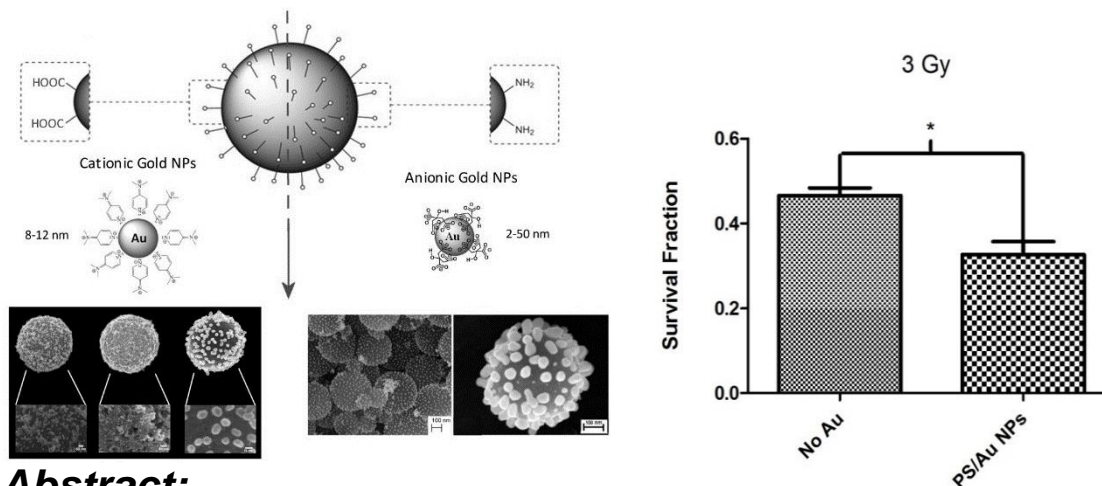 HOOC
HOOC
NH₂
NH₂
Cationic Gold NPs
8-12 nm
Au
Anionic Gold NPs
Au
2-50 nm
100 nm
100 nm
Abstract:
3 Gy
*
Survival Fraction
0.6
0.4
0.2
0.0
No Au
PS/Au NPs